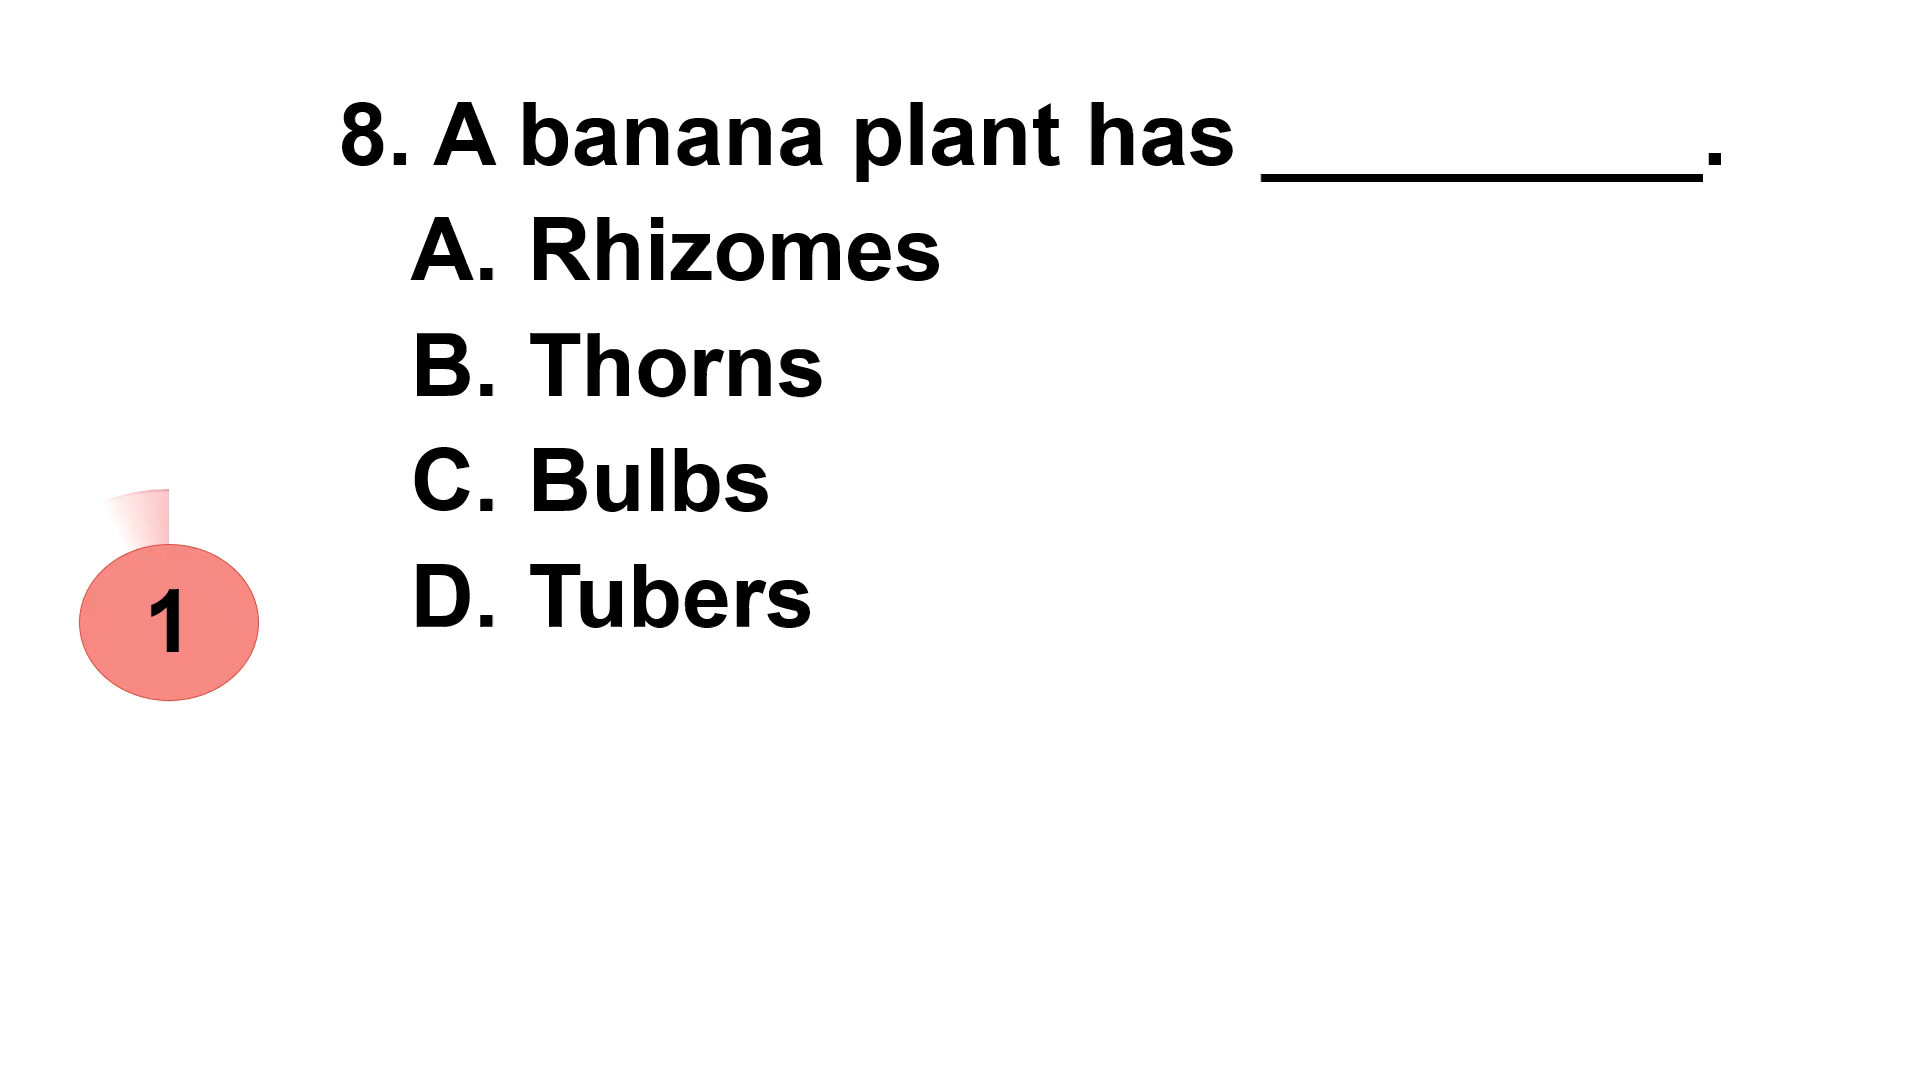 8. A banana plant has __________.
A. Rhizomes
B. Thorns
C. Bulbs
D. Tubers
1